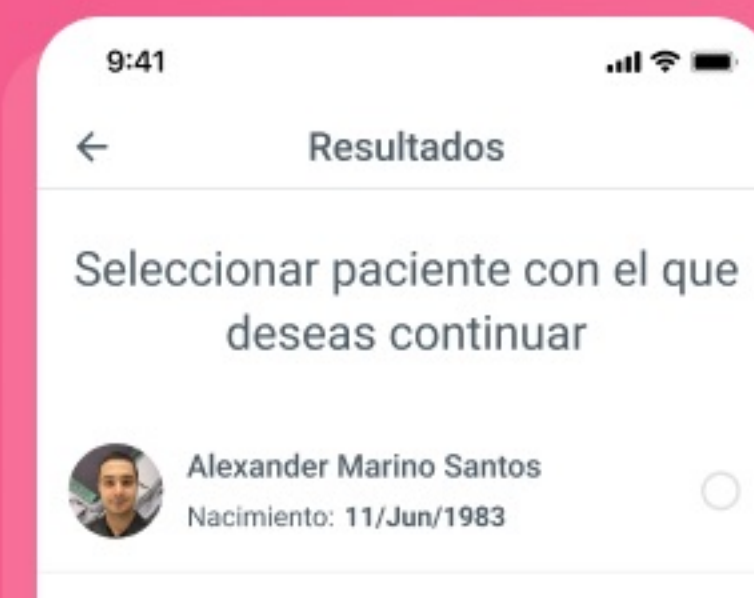 9:41
Resultados
Seleccionar paciente con el que
deseas continuar
Alexander Marino Santos
Nacimiento: 11/Jun/1983